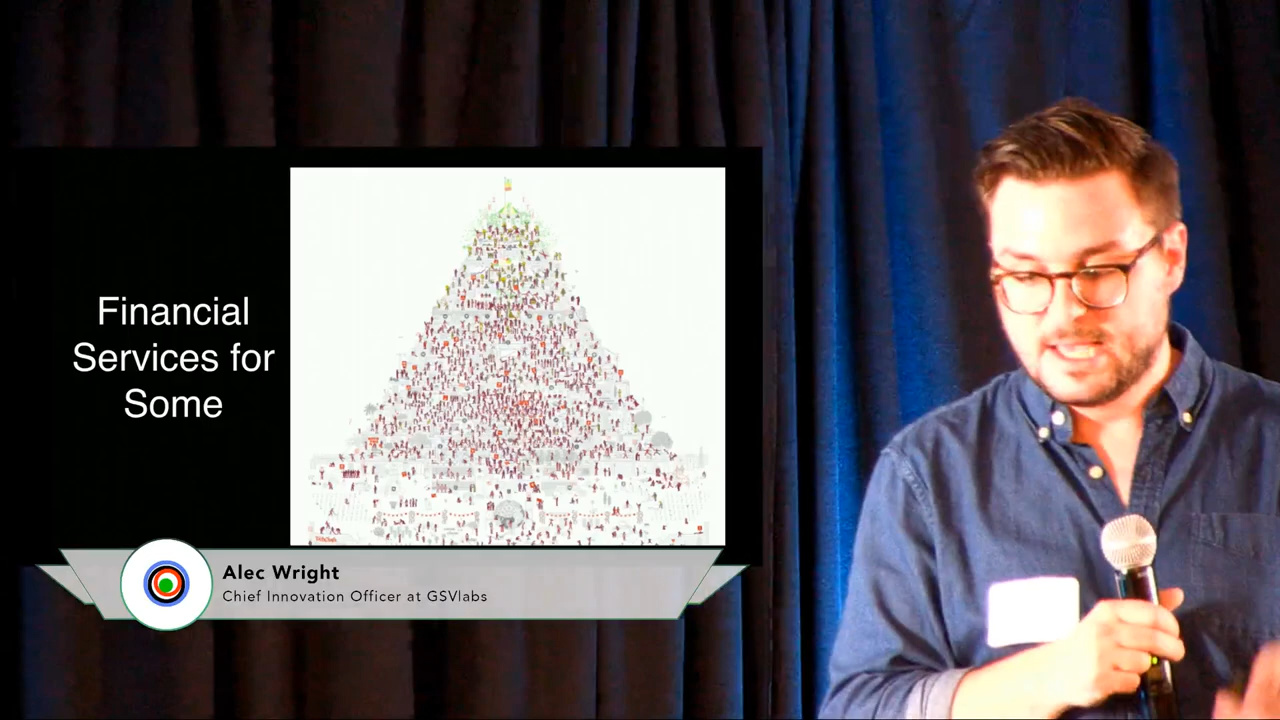 Financial
Services for
Some
Alec Wright
Chief Innovation Officer at GSVlabs